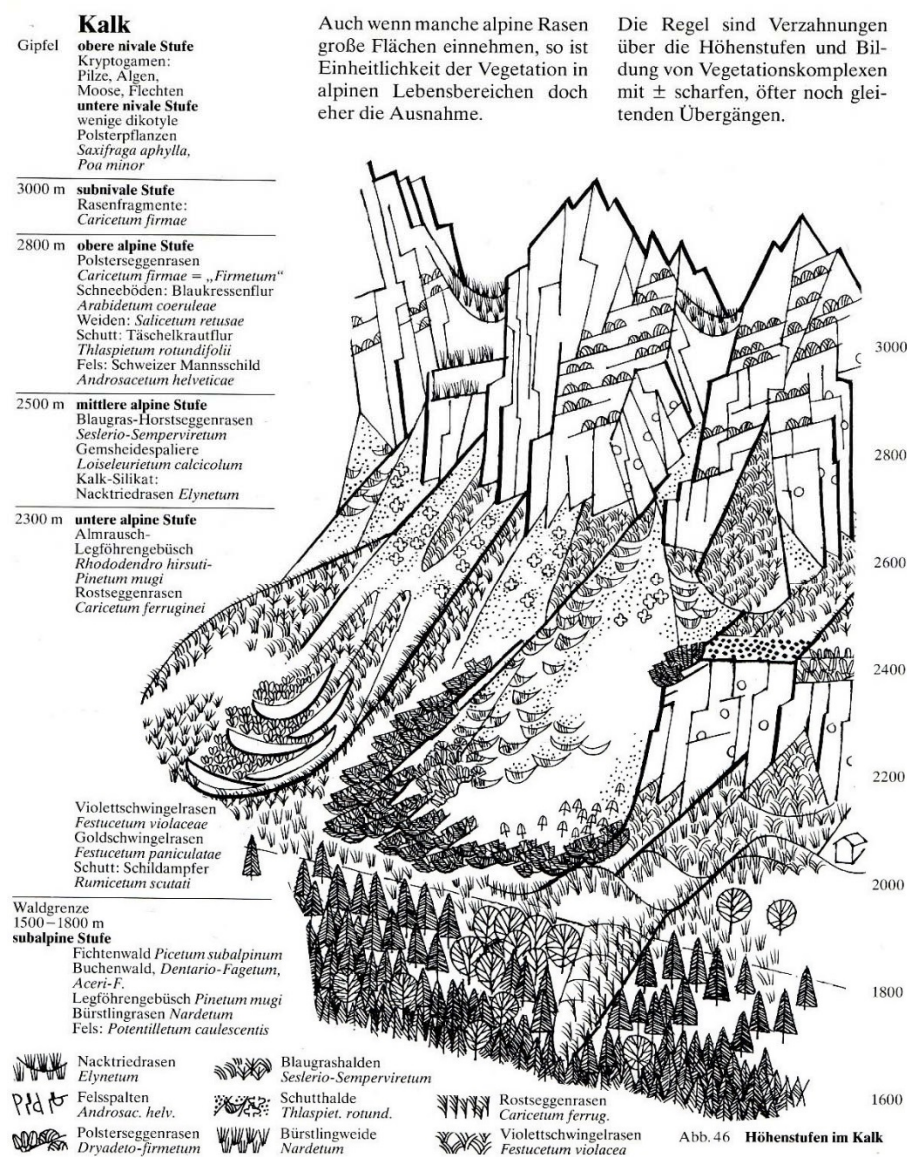 Kalk
Gipfel obere nivale Stufe
Kryptogamen:
Pilze, Algen,
Moose, Flechten
untere nivale Stufe
wenige dikotyle
Polsterpflanzen
Saxifraga aphylla,
Poa minor
3000 m subnivale Stufe
Rasenfragmente:
Caricetum firmae
2800 m obere alpine Stufe
Polsterseggenrasen
Caricetum firmae = „Firmetum“
Schneeböden: Blaukressenflur
Arabidetum coeruleae
Weiden: Salicetum retusae
Schutt: Täschelkrautflur
Thlaspietum rotundifolii
Fels: Schweizer Mannsschild
Androsacetum helveticae
2500 m mittlere alpine Stufe
Blaugras-Horstseggenrasen
Seslerio-Semperviretum
Gemsheidespaliere
Loiseleurietum calcicolum
Kalk-Silikat:
Nacktriedrasen Elynetum
2300 m untere alpine Stufe
Almrausch-
Legföhrengebüsch
Rhododendro hirsuti-
Pinetum mugi
Rostseggenrasen
Caricetum ferruginei
Violettschwingelrasen
Festucetum violaceae
Goldschwingelrasen
Festucetum paniculatae
Schutt: Schildampfer
Rumicetum scutati
Waldgrenze
1500–1800 m
subalpine Stufe
Fichtenwald Picetum subalpinum
Buchenwald, Dentario-Fagetum,
Aceri-F.
Legföhrengebüsch Pinetum mugi
Bürstlingrasen Nardetum
Fels: Potentilletum caulescentis
Auch wenn manche alpine Rasen
große Flächen einnehmen, so ist
Einheitlichkeit der Vegetation in
alpinen Lebensbereichen doch
eher die Ausnahme.
Die Regel sind Verzahnungen
über die Höhenstufen und Bil-
dung von Vegetationskomplexen
mit ± scharfen, öfter noch glei-
tenden Übergängen.
3000
2800
2600
2400
2200
2000
1800
1600
Nacktriedrasen
Elynetum
Felsspalten
Androsac. helv.
Polsterseggenrasen
Dryadeto-firmetum
Blaugrashalden
Seslerio-Semperviretum
Schutthalde
Thlaspiet. rotund.
Bürstlingweide
Nardetum
Rostseggenrasen
Caricetum ferrug.
Violettschwingelrasen
Festucetum violacea
Abb. 46 Höhenstufen im Kalk